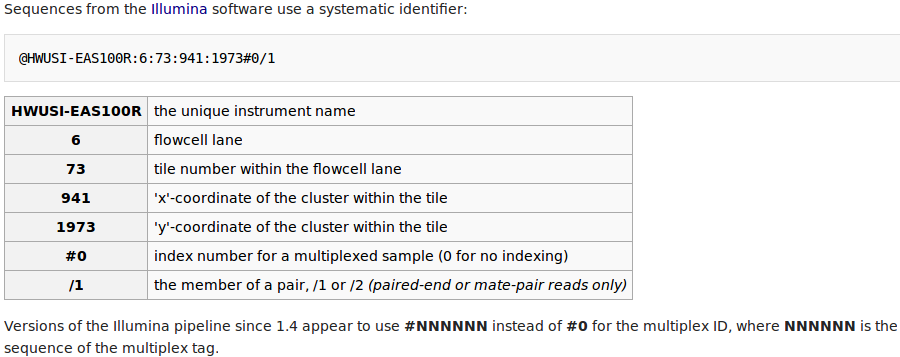 Sequences from the Illumina software use a systematic identifier:
@HWUSI-EAS100R:6:73:941:1973#0/1
HWUSI-EAS100R the unique instrument name
6 flowcell lane
73 tile number within the flowcell lane
941 'x'-coordinate of the cluster within the tile
1973 'y'-coordinate of the cluster within the tile
#0 index number for a multiplexed sample (0 for no indexing)
/1 the member of a pair, /1 or /2 (paired-end or mate-pair reads only)
Versions of the Illumina pipeline since 1.4 appear to use #NNNNNN instead of #0 for the multiplex ID, where NNNNNN is the
sequence of the multiplex tag.